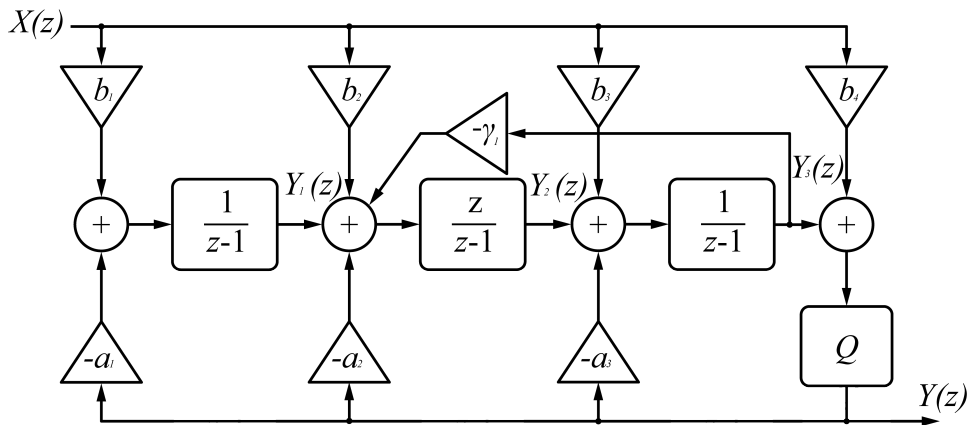 X(z)
b₁ b₂ b₃ b₄
-γ₁
Y₁(z) Y₂(z) Y₃(z)
+ 1/z-1 + z/z-1 + 1/z-1 +
-a₁ -a₂ -a₃ Q
Y(z)